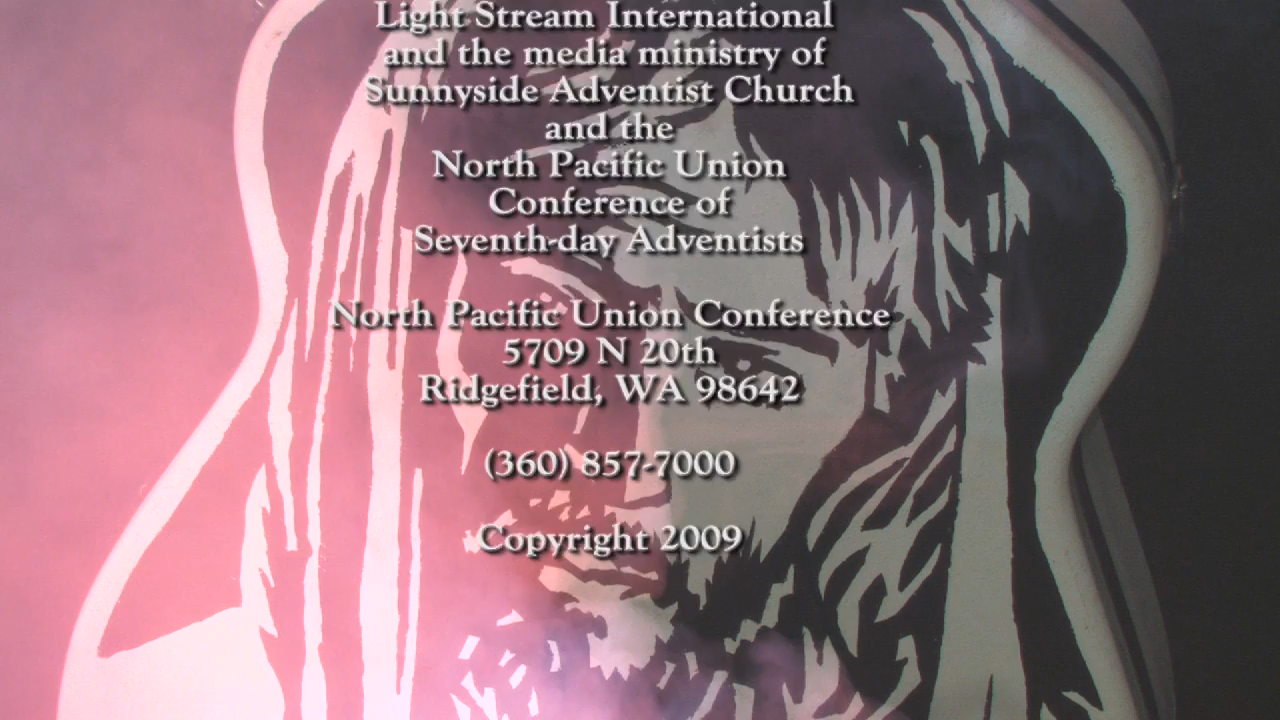 Light Stream International
and the media ministry of
Sunnyside Adventist Church
and the
North Pacific Union
Conference of
Seventh-day Adventists
North Pacific Union Conference
5709 N 20th
Ridgefield, WA 98642
(360) 857-7000
Copyright 2009